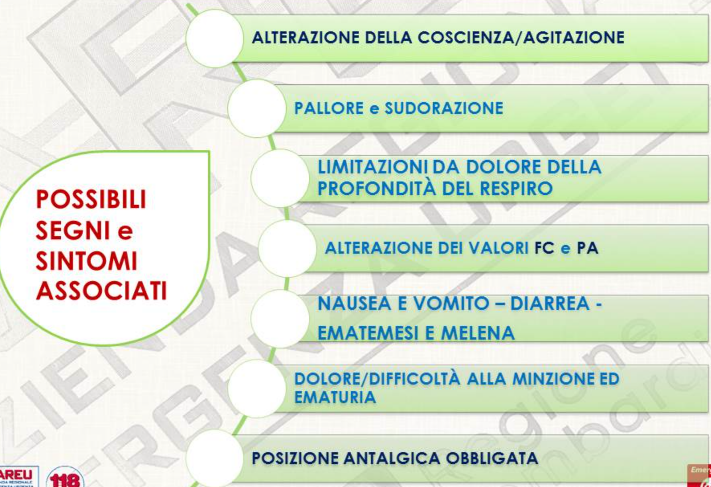 ALTERAZIONE DELLA COSCIENZA/AGITAZIONE
PALLORE e SUDORAZIONE
LIMITAZIONI DA DOLORE DELLA
PROFONDITÀ DEL RESPIRO
POSSIBILI
SEGNI e
SINTOMI
ASSOCIATI
ALTERAZIONE DEI VALORI FC e PA
NAUSEA E VOMITO – DIARREA -
EMATEMESI E MELENA
DOLORE/DIFFICOLTÀ ALLA MINZIONE ED
EMATURIA
POSIZIONE ANTALGICA OBBLIGATA
AREU
118